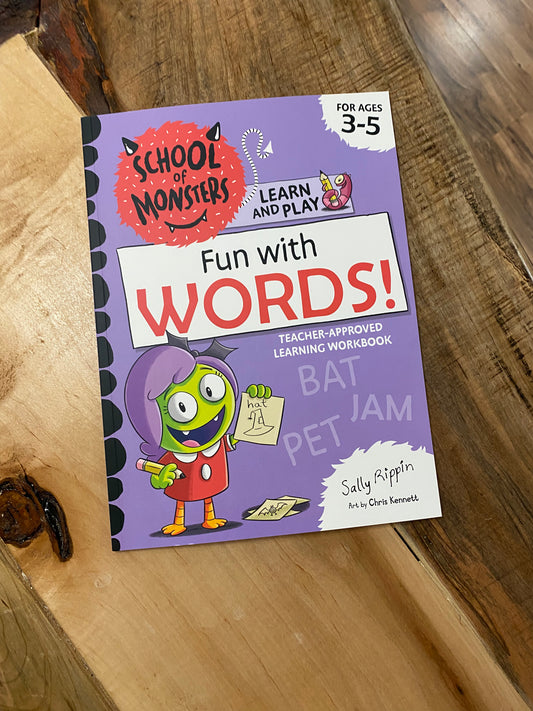 FOR AGES
3-5
SCHOOL
of
MONSTERS
LEARN
AND PLAY
Fun with
WORDS!
TEACHER-APPROVED
LEARNING WORKBOOK
BAT
JAM
PET
hat
Sally Rippin
Art by Chris Kennett